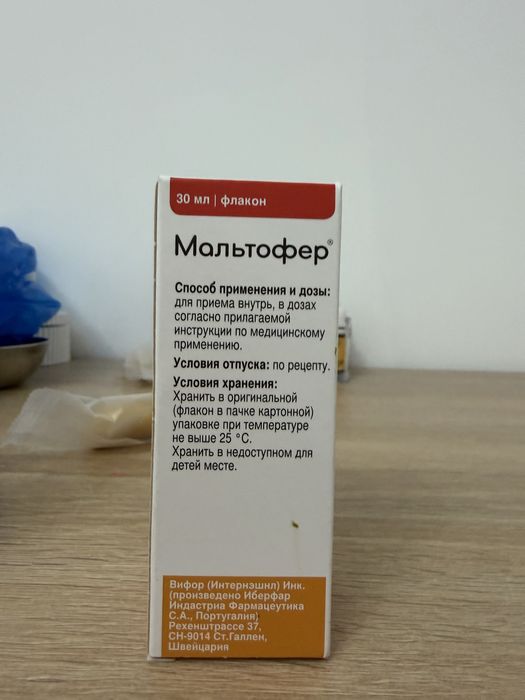 30 мл | флакон
Мальтофер®
Способ применения и дозы:
для приема внутрь, в дозах
согласно прилагаемой
инструкции по медицинскому
применению.
Условия отпуска: по рецепту.
Условия хранения:
Хранить в оригинальной
(флакон в пачке картонной)
упаковке при температуре
не выше 25 °С.
Хранить в недоступном для
детей месте.
Вифор (Интернэшнл) Инк.
(произведено Иберфар
Индастриа Фармацеутика
С.А., Португалия)
Рехенштрассе 37,
СН-9014 Ст.Галлен,
Швейцария